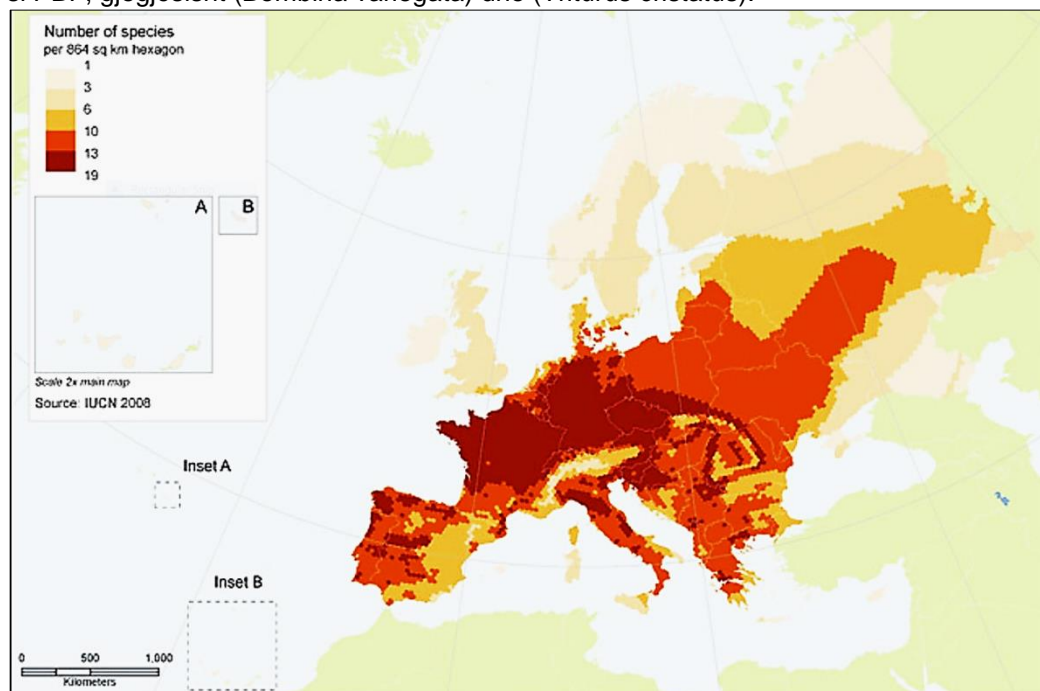 Number of species
per 864 sq km hexagon
1
3
6
10
13
19
A
B
Scale 2x main map
Source: IUCN 2008
Inset A
Inset B
0 500 1,000
Kilometers